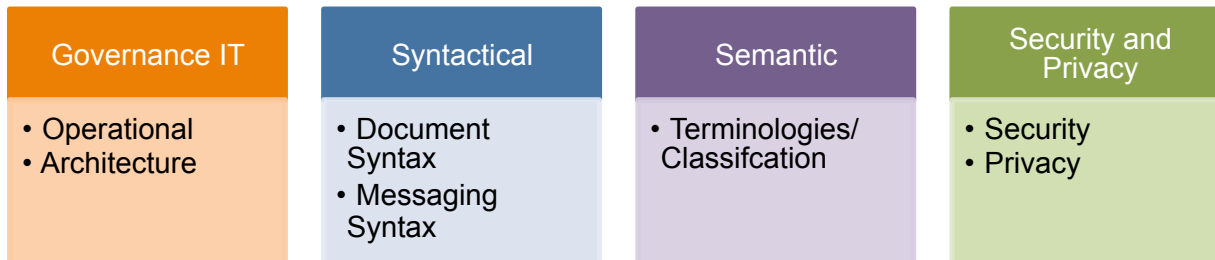 Governance IT
• Operational
• Architecture
Syntactical
• Document
Syntax
• Messaging
Syntax
Semantic
• Terminologies/
Classifcation
Security and
Privacy
• Security
• Privacy